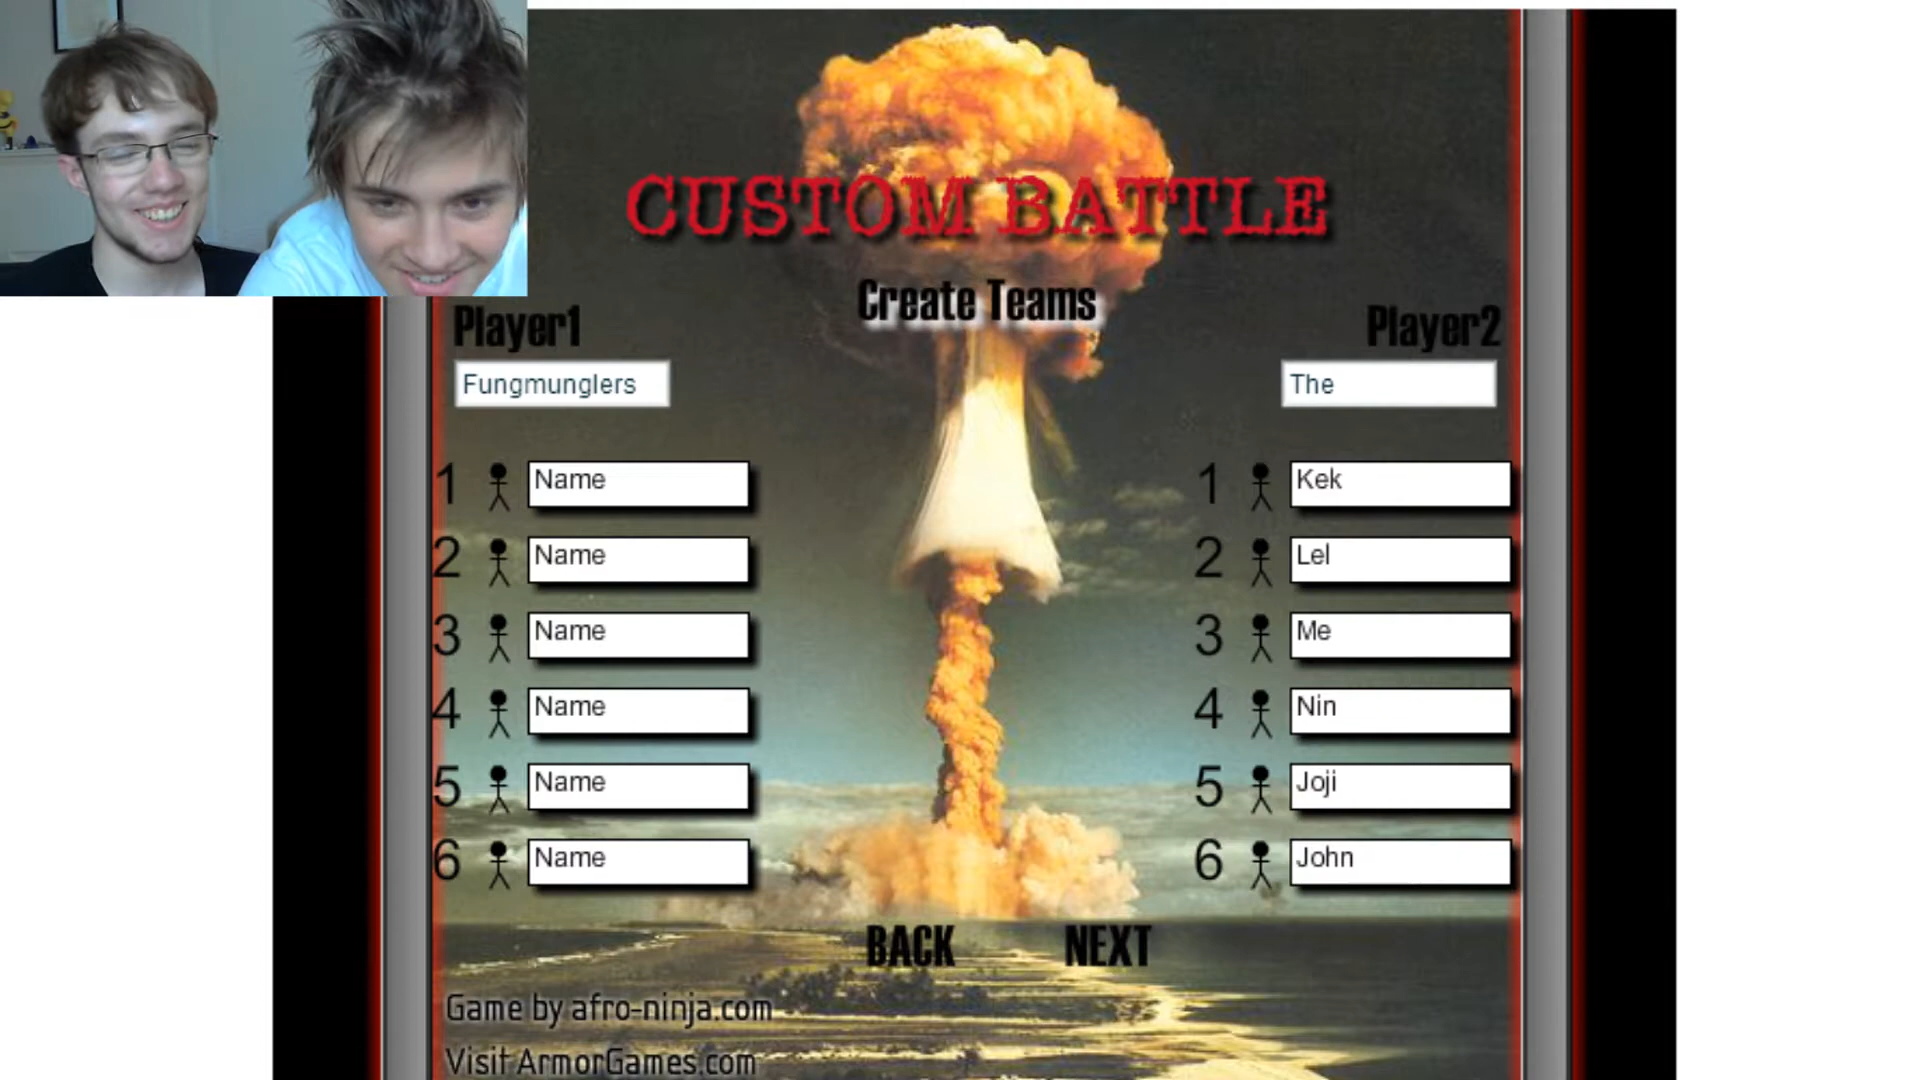 CUSTOM BATTLE
Create Teams
Player1
Player2
Fungmunglers
The
1 Name
1 Kek
2 Name
2 Lel
3 Name
3 Me
4 Name
4 Nin
5 Name
5 Joji
6 Name
6 John
BACK NEXT
Game by afro-ninja.com
Visit ArmorGames.com